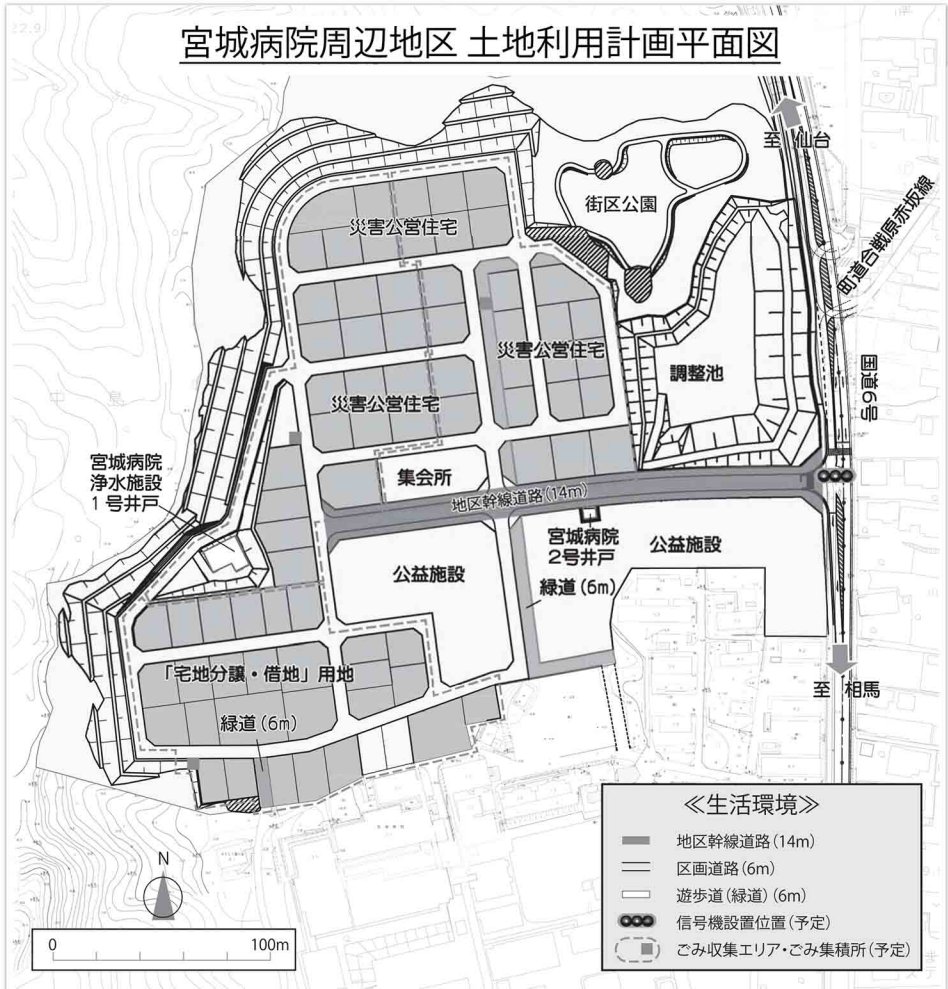 宮城病院周辺地区 土地利用計画平面図
至 仙台
町道合戦原赤坂線
街区公園
災害公営住宅
災害公営住宅
調整池
国道6号
災害公営住宅
宮城病院
浄水施設
1号井戸
集会所
地区幹線道路(14m)
宮城病院
2号井戸
公益施設
公益施設
緑道(6m)
「宅地分譲・借地」用地
至 相馬
緑道(6m)
≪生活環境≫
地区幹線道路(14m)
区画道路(6m)
遊歩道(緑道)(6m)
信号機設置位置(予定)
ごみ収集エリア・ごみ集積所(予定)
N
0 100m